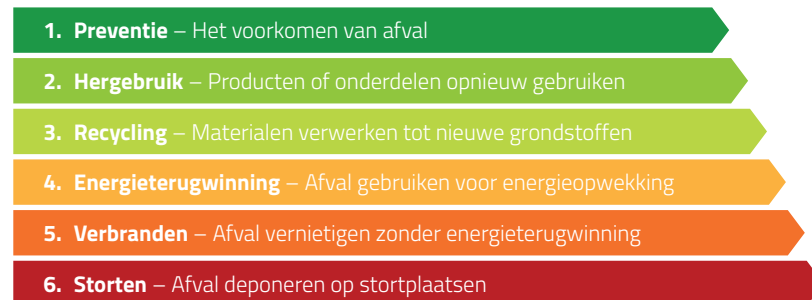 1. Preventie – Het voorkomen van afval
2. Hergebruik – Producten of onderdelen opnieuw gebruiken
3. Recycling – Materialen verwerken tot nieuwe grondstoffen
4. Energieterugwinning – Afval gebruiken voor energieopwekking
5. Verbranden – Afval vernietigen zonder energieterugwinning
6. Storten – Afval deponeren op stortplaatsen